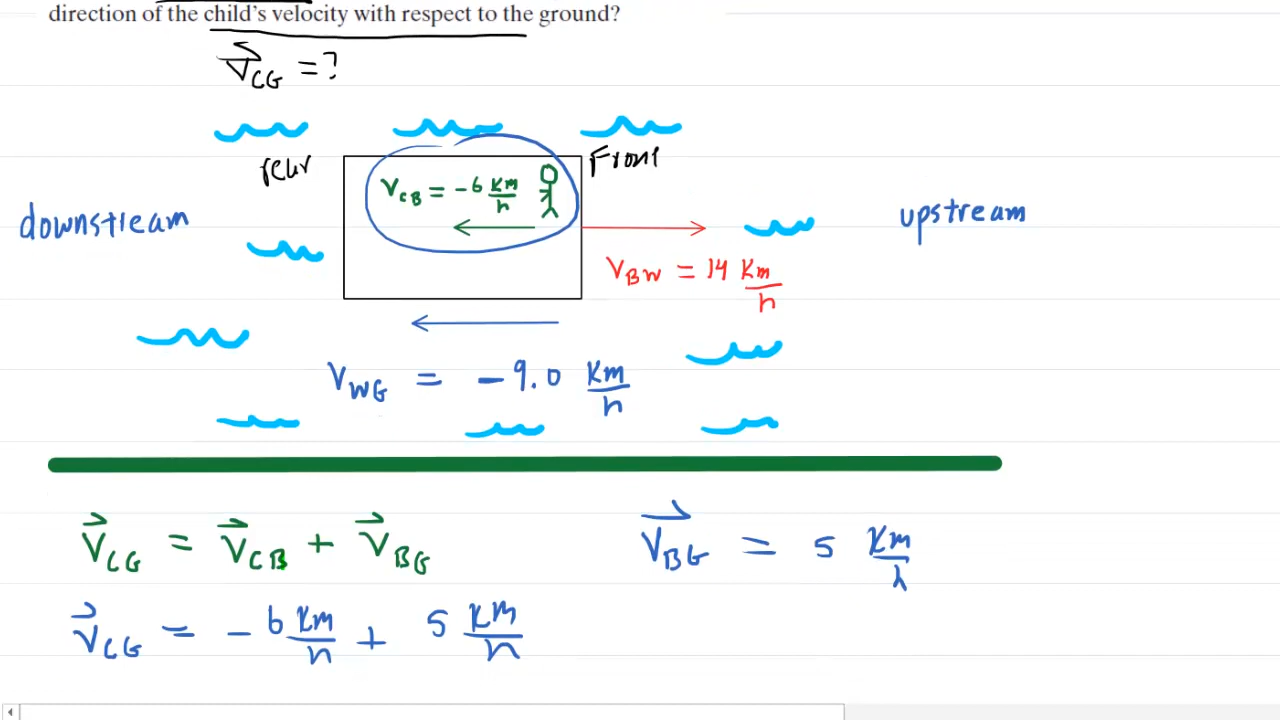 direction of the child's velocity with respect to the ground?
V⃗CG = ?
rear Front
VCB = -6 Km/h
downstream upstream
VBW = 14 Km/h
VWG = -9.0 Km/h
V⃗CG = V⃗CB + V⃗BG V⃗BG = 5 Km/h
V⃗CG = -6 Km/h + 5 Km/h